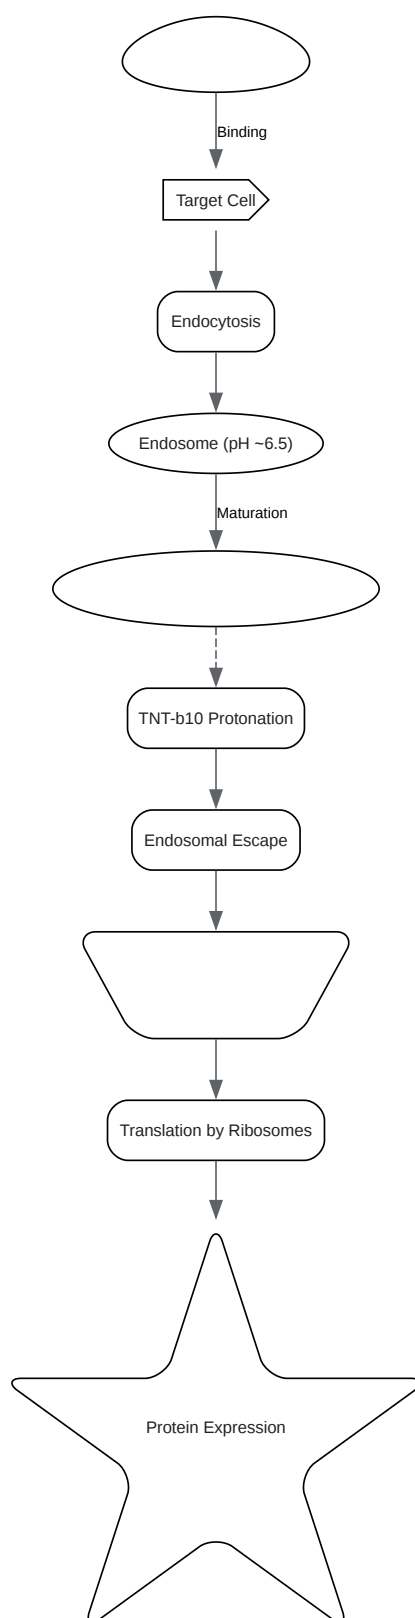 Binding
Target Cell
Endocytosis
Endosome (pH ~6.5)
Maturation
TNT-b10 Protonation
Endosomal Escape
Translation by Ribosomes
Protein Expression